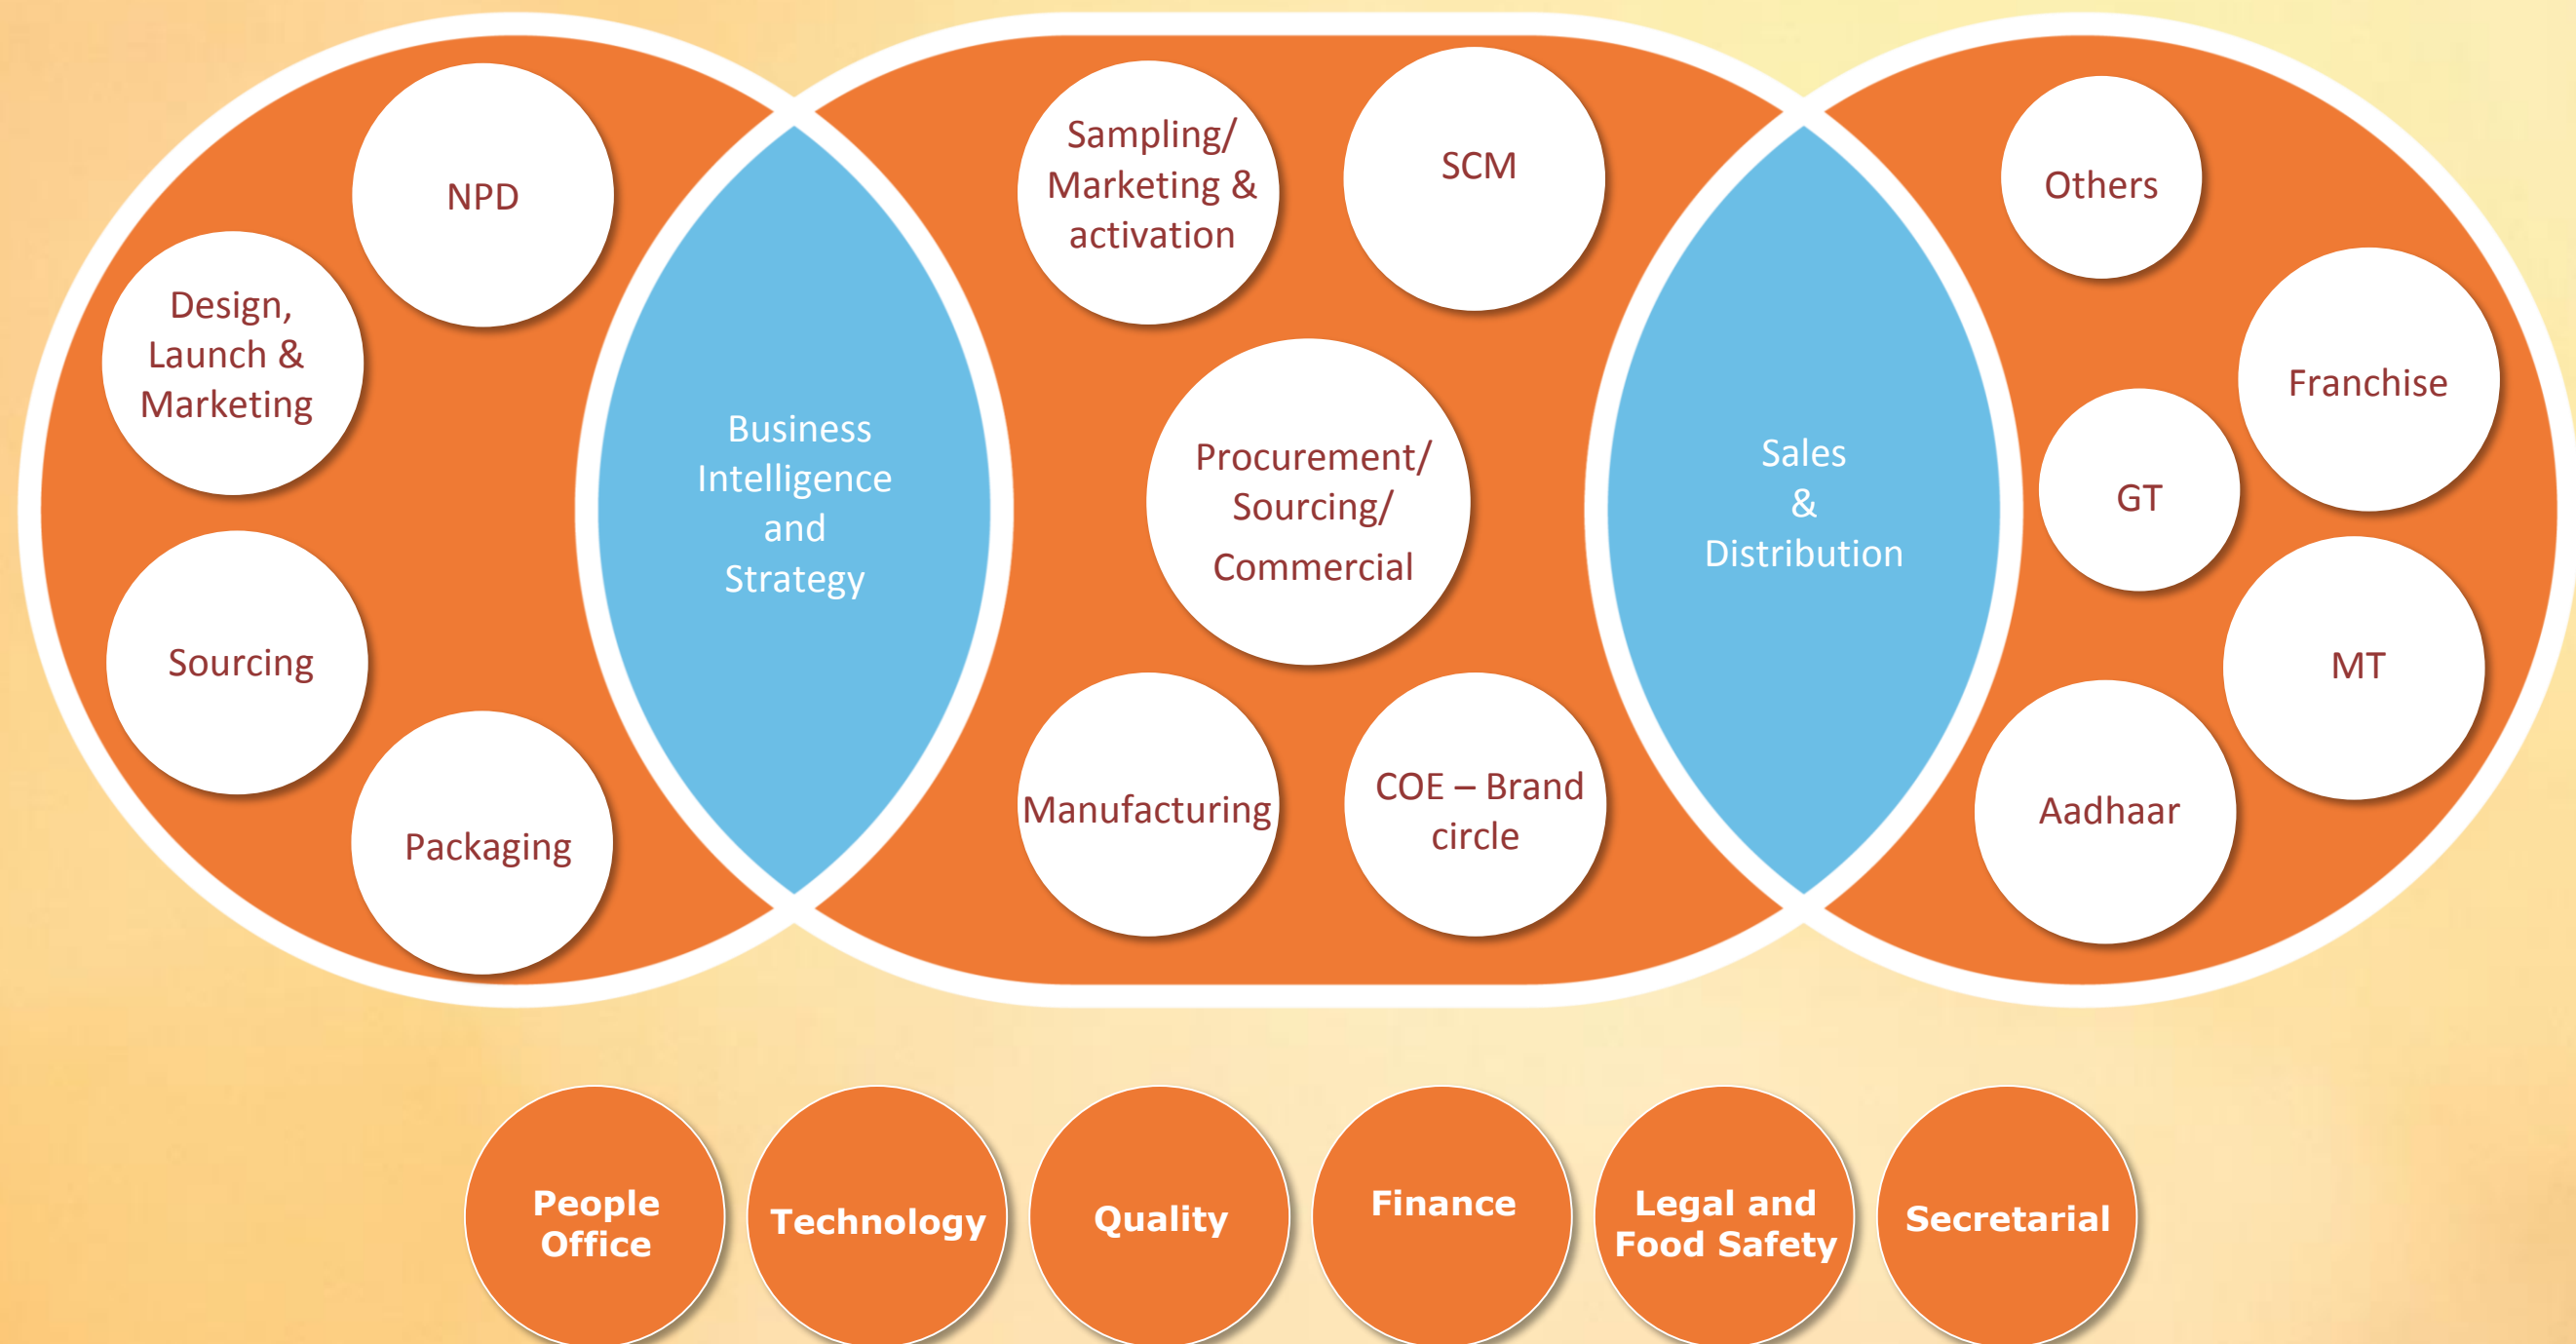 NPD
Design,
Launch &
Marketing
Sourcing
Packaging
Business
Intelligence
and
Strategy
Sampling/
Marketing &
activation
SCM
Procurement/
Sourcing/
Commercial
Manufacturing
COE – Brand
circle
Sales
&
Distribution
Others
Franchise
GT
MT
Aadhaar
People
Office
Technology
Quality
Finance
Legal and
Food Safety
Secretarial